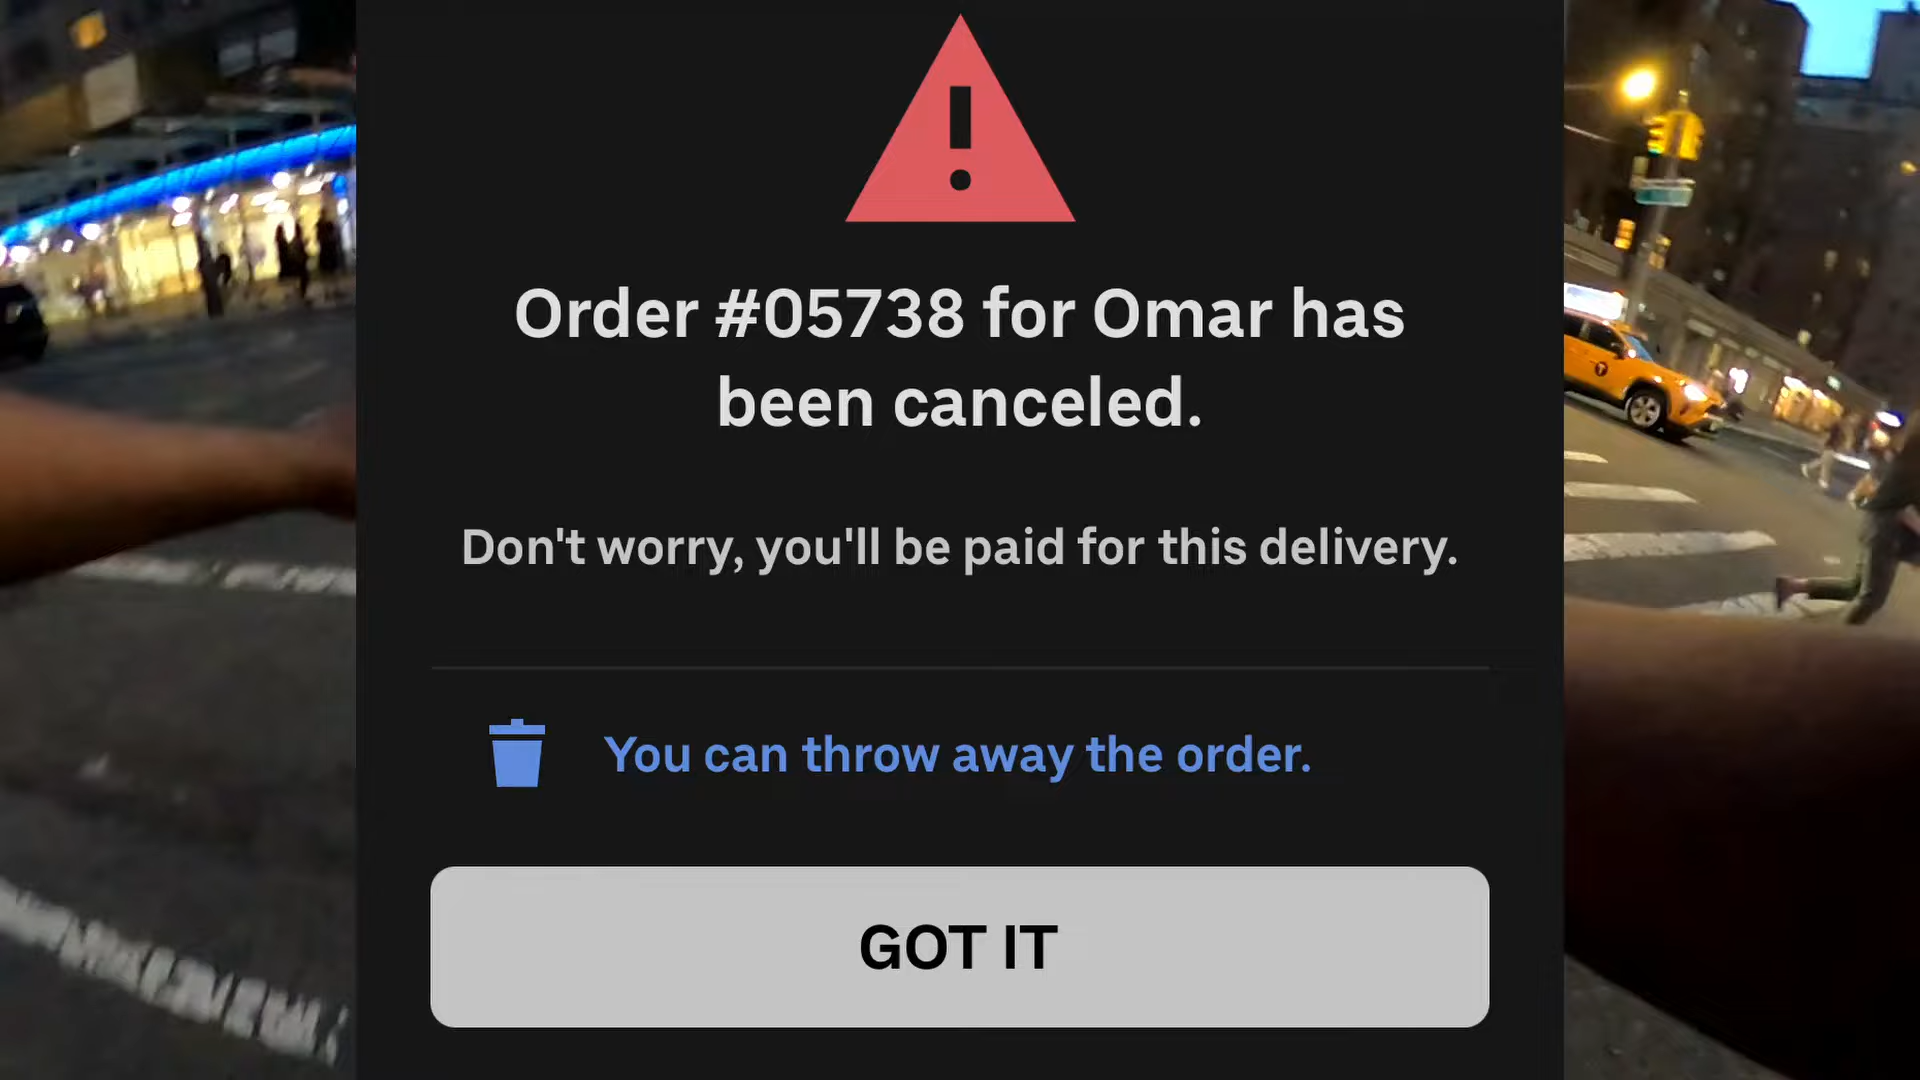 Order #05738 for Omar has
been canceled.
Don't worry, you'll be paid for this delivery.
You can throw away the order.
GOT IT